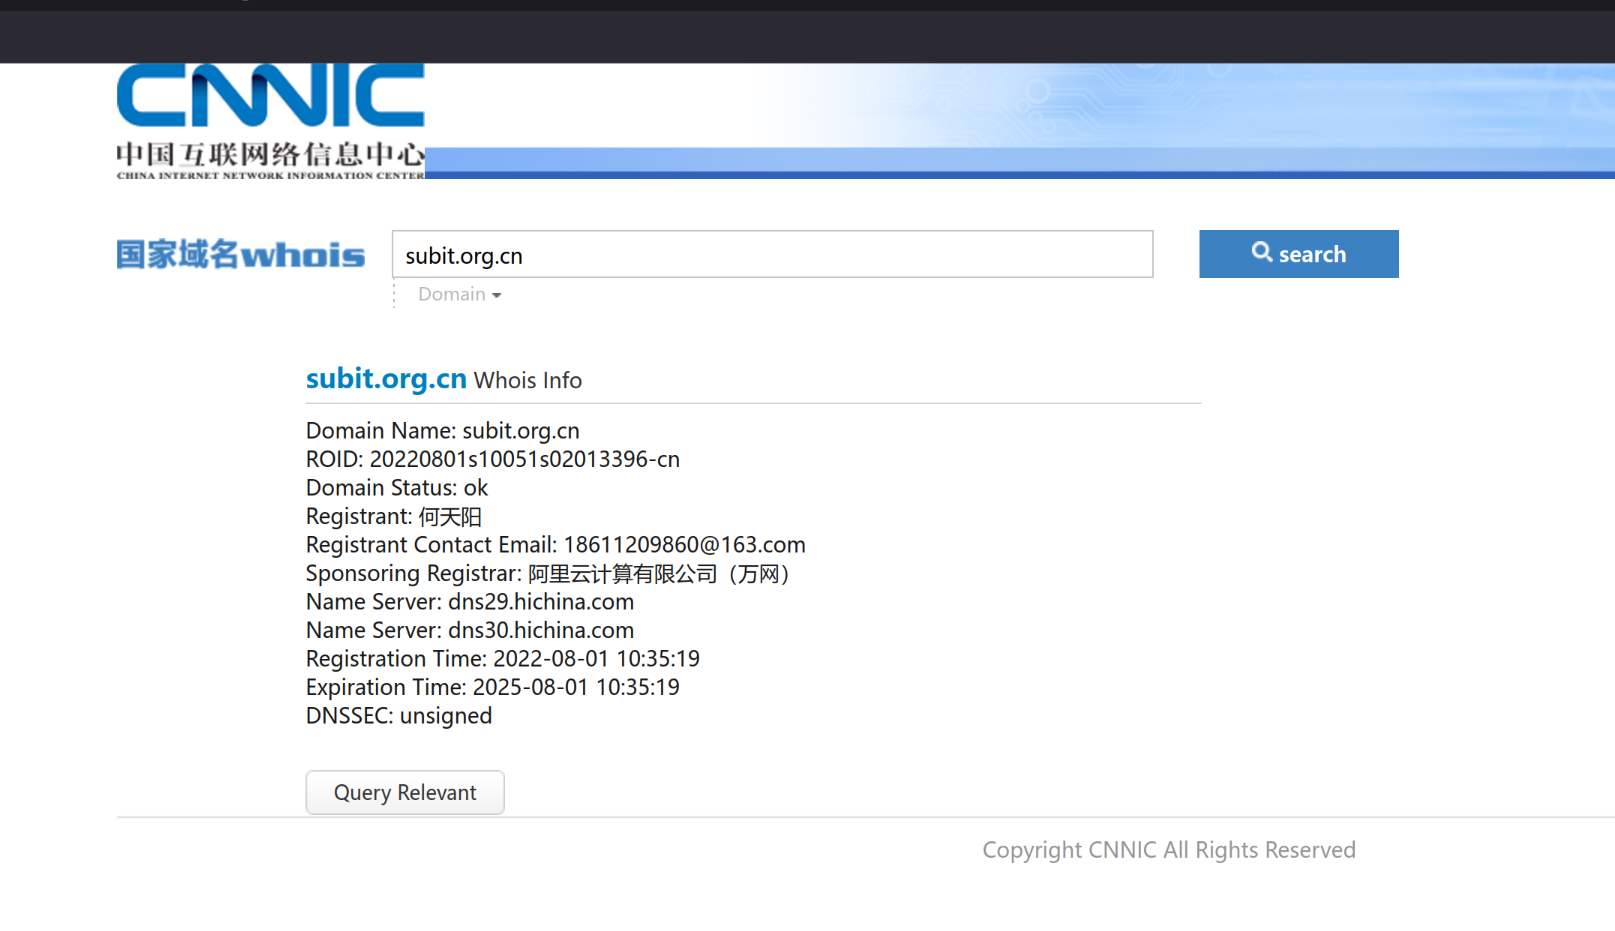 CNNIC
中国互联网络信息中心
CHINA INTERNET NETWORK INFORMATION CENTER
国家域名whois
subit.org.cn
search
Domain
subit.org.cn Whois Info
Domain Name: subit.org.cn
ROID: 20220801s10051s02013396-cn
Domain Status: ok
Registrant: 何天阳
Registrant Contact Email: 18611209860@163.com
Sponsoring Registrar: 阿里云计算有限公司（万网）
Name Server: dns29.hichina.com
Name Server: dns30.hichina.com
Registration Time: 2022-08-01 10:35:19
Expiration Time: 2025-08-01 10:35:19
DNSSEC: unsigned
Query Relevant
Copyright CNNIC All Rights Reserved